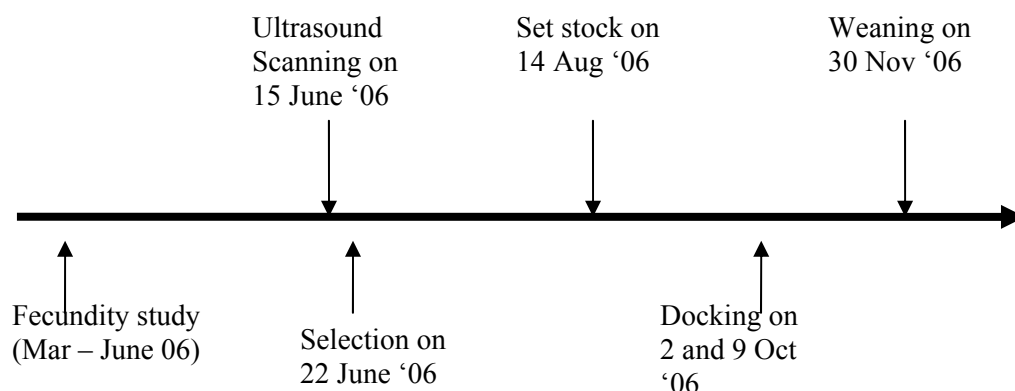 Ultrasound
Scanning on
15 June ‘06
Set stock on
14 Aug ‘06
Weaning on
30 Nov ‘06
Fecundity study
(Mar – June 06)
Selection on
22 June ‘06
Docking on
2 and 9 Oct
‘06